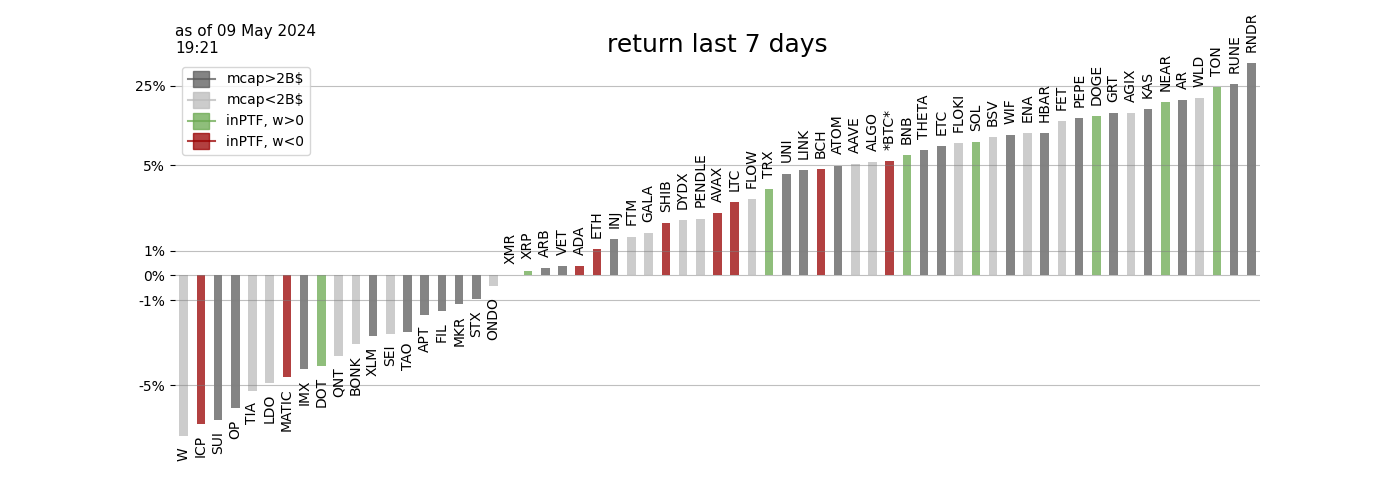 as of 09 May 2024
19:21
return last 7 days
mcap>2B$
mcap<2B$
inPTF, w>0
inPTF, w<0
25%
5%
1%
0%
-1%
-5%
W
ICP
SUI
OP
TIA
LDO
MATIC
IMX
DOT
QNT
BONK
XLM
SEI
TAO
APT
FIL
MKR
STX
ONDO
XMR
XRP
ARB
VET
ADA
ETH
INJ
FTM
GALA
SHIB
DYDX
PENDLE
AVAX
LTC
FLOW
TRX
UNI
LINK
BCH
ATOM
AAVE
ALGO
*BTC*
BNB
THETA
ETC
FLOKI
SOL
BSV
WIF
ENA
HBAR
FET
PEPE
DOGE
GRT
AGIX
KAS
NEAR
AR
WLD
TON
RUNE
RNDR